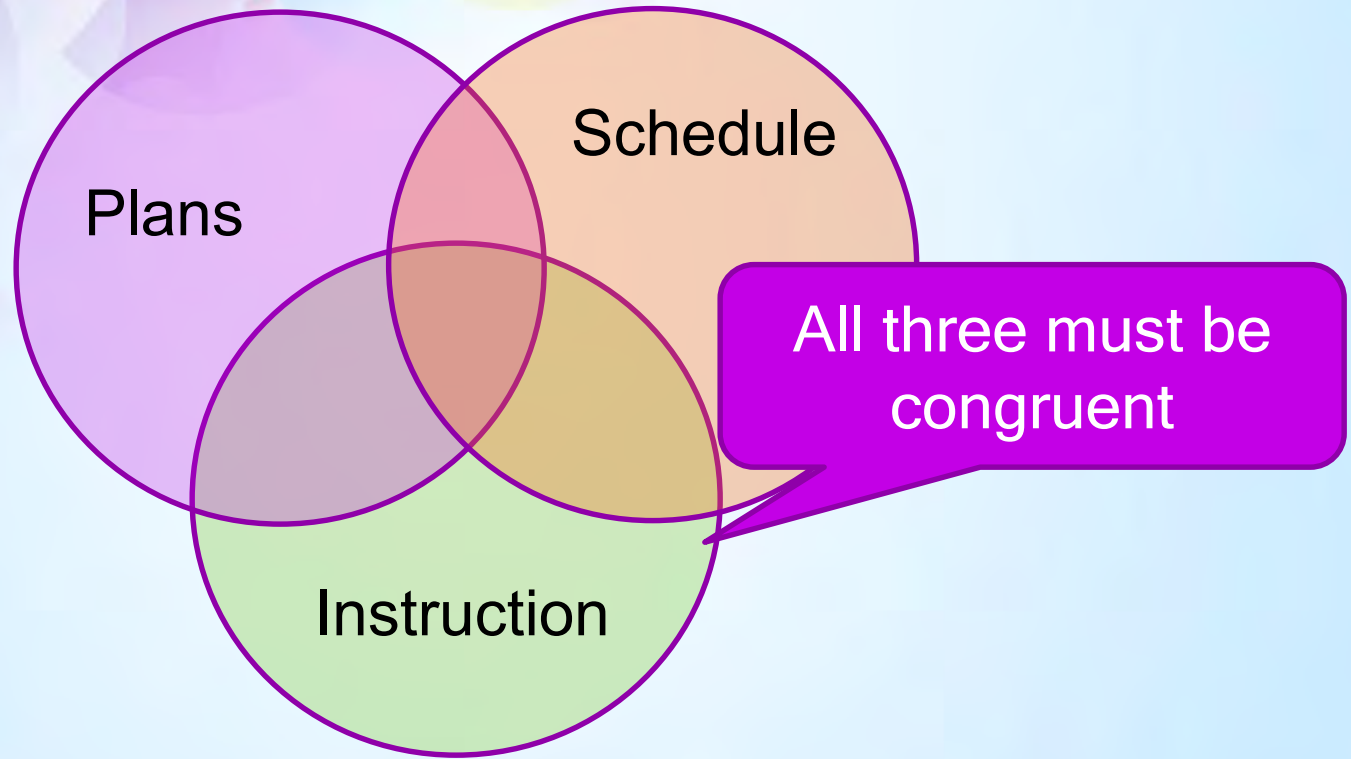 Schedule
Plans
All three must be
congruent
Instruction